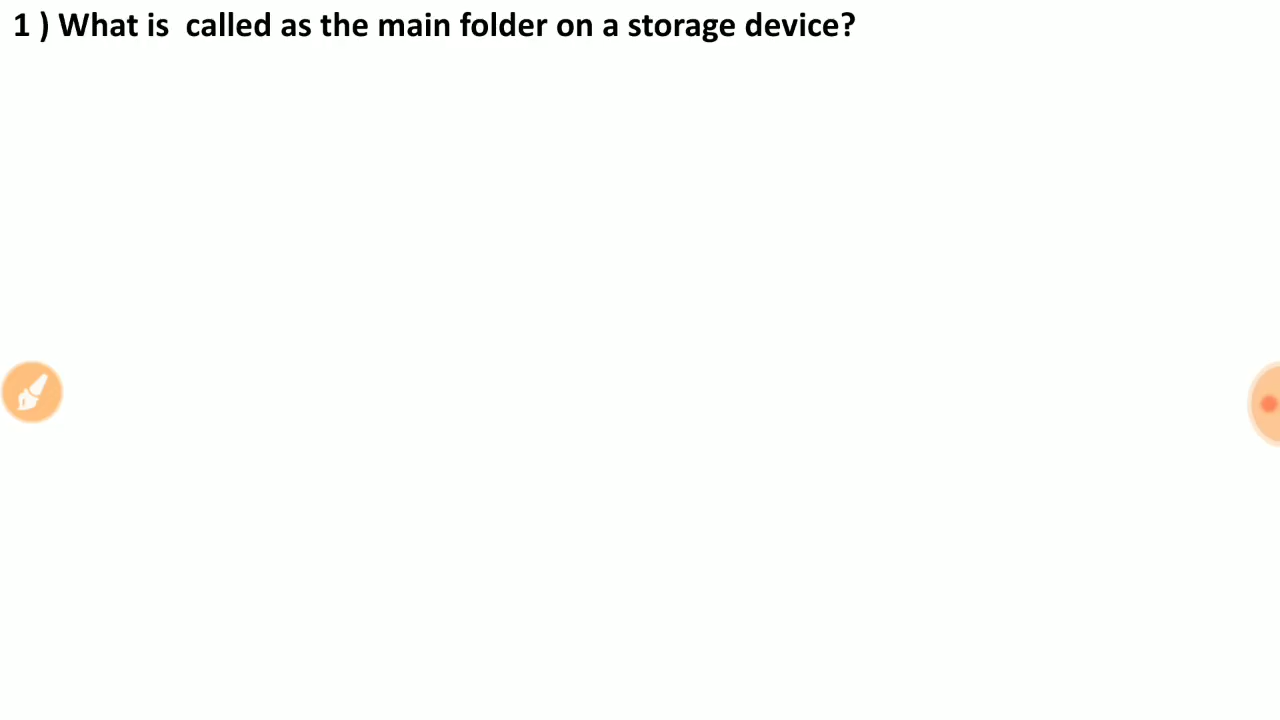 1 ) What is  called as the main folder on a storage device?